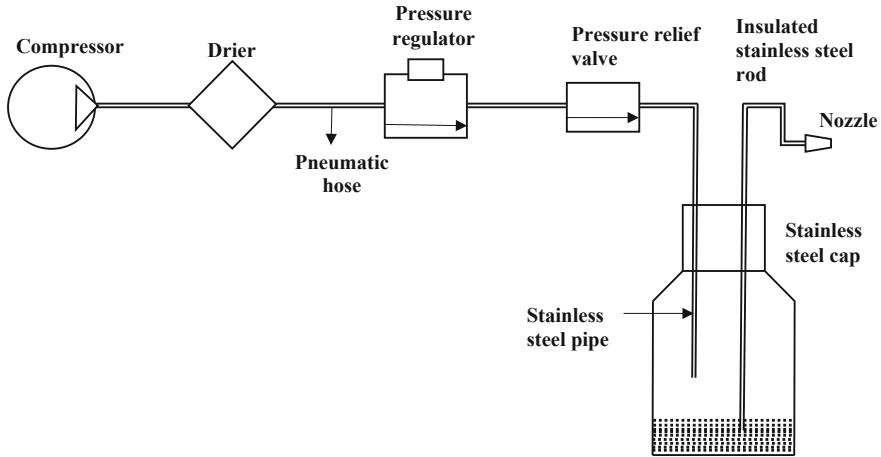 Compressor
Drier
Pressure
regulator
Pressure relief
valve
Insulated
stainless steel
rod
Nozzle
Pneumatic
hose
Stainless
steel cap
Stainless
steel pipe